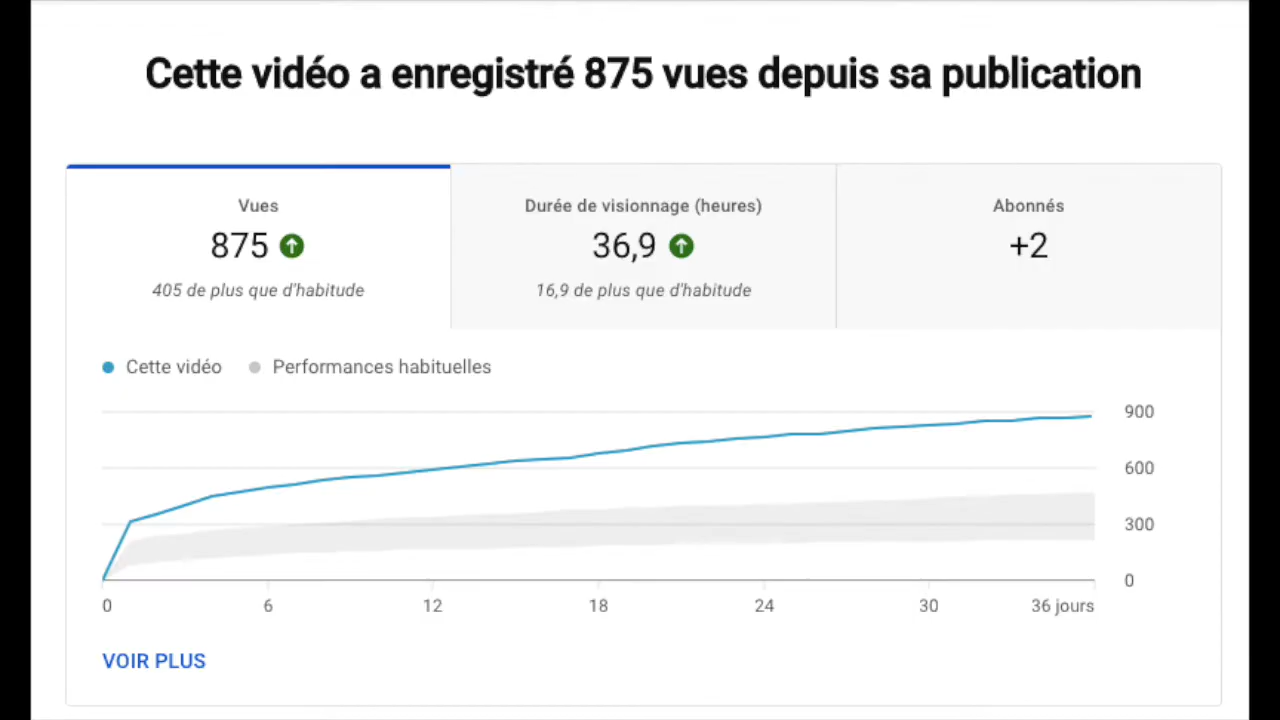 Cette vidéo a enregistré 875 vues depuis sa publication
Vues
875
405 de plus que d'habitude
Durée de visionnage (heures)
36,9
16,9 de plus que d'habitude
Abonnés
+2
Cette vidéo
Performances habituelles
900
600
300
0
0
6
12
18
24
30
36 jours
VOIR PLUS